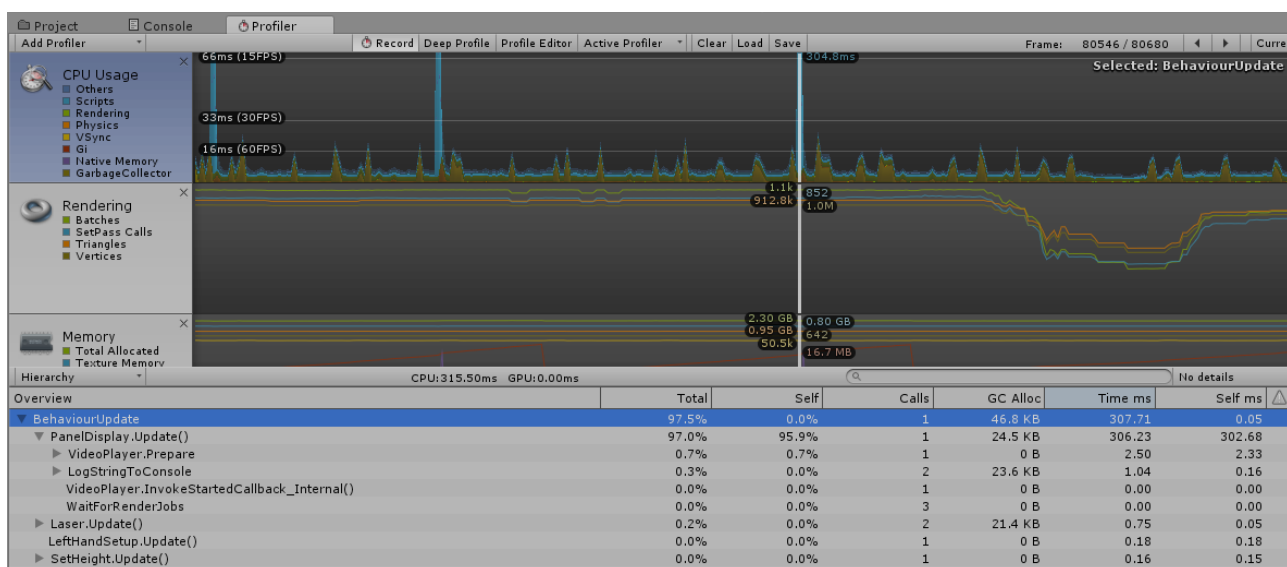 Project Console Profiler
Add Profiler Record Deep Profile Profile Editor Active Profiler Clear Load Save Frame: 80546 / 80680 Curre
CPU Usage
Others
Scripts
Rendering
Physics
VSync
Gi
Native Memory
GarbageCollector
66ms (15FPS)
33ms (30FPS)
16ms (60FPS)
304.8ms
Selected: BehaviourUpdate
Rendering
Batches
SetPass Calls
Triangles
Vertices
1.1k 852
912.8k 1.0M
Memory
Total Allocated
Texture Memory
2.30 GB 0.80 GB
0.95 GB 642
50.5k 16.7 MB
Hierarchy CPU:315.50ms GPU:0.00ms No details
Overview Total Self Calls GC Alloc Time ms Self ms
BehaviourUpdate 97.5% 0.0% 1 46.8 KB 307.71 0.05
PanelDisplay.Update() 97.0% 95.9% 1 24.5 KB 306.23 302.68
VideoPlayer.Prepare 0.7% 0.7% 1 0 B 2.50 2.33
LogStringToConsole 0.3% 0.0% 2 23.6 KB 1.04 0.16
VideoPlayer.InvokeStartedCallback_Internal() 0.0% 0.0% 1 0 B 0.00 0.00
WaitForRenderJobs 0.0% 0.0% 3 0 B 0.00 0.00
Laser.Update() 0.2% 0.0% 2 21.4 KB 0.75 0.05
LeftHandSetup.Update() 0.0% 0.0% 1 0 B 0.18 0.18
SetHeight.Update() 0.0% 0.0% 1 0 B 0.16 0.15